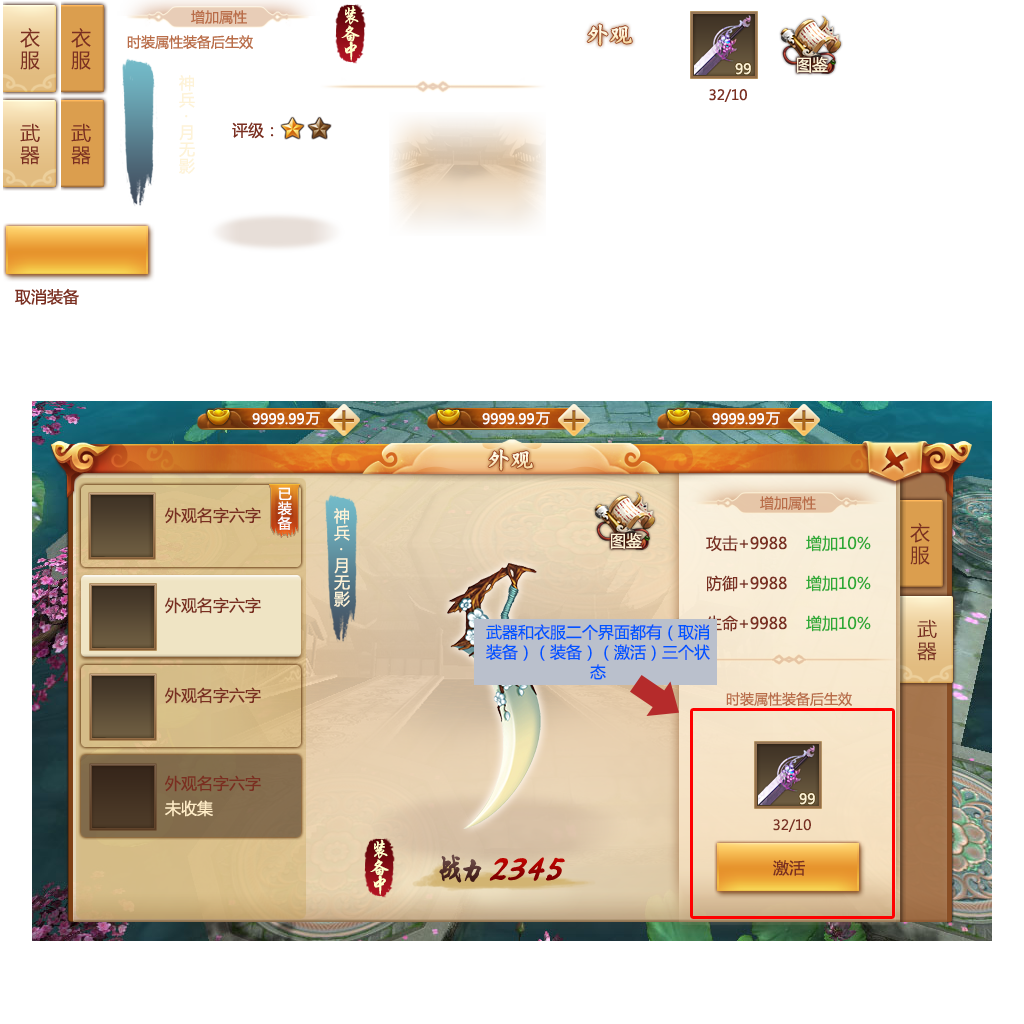 衣服
衣服
增加属性
时装属性装备后生效
装备中
外观
99
图鉴
32/10
神兵·月无影
评级：
武器
武器
取消装备
9999.99万
9999.99万
9999.99万
外观
外观名字六字
已装备
外观名字六字
外观名字六字
外观名字六字
未收集
神兵·月无影
图鉴
武器和衣服二个界面都有（取消
装备）（装备）（激活）三个状
态
装备中
战力 2345
增加属性
攻击+9988 增加10%
防御+9988 增加10%
生命+9988 增加10%
时装属性装备后生效
99
32/10
激活
衣服
武器